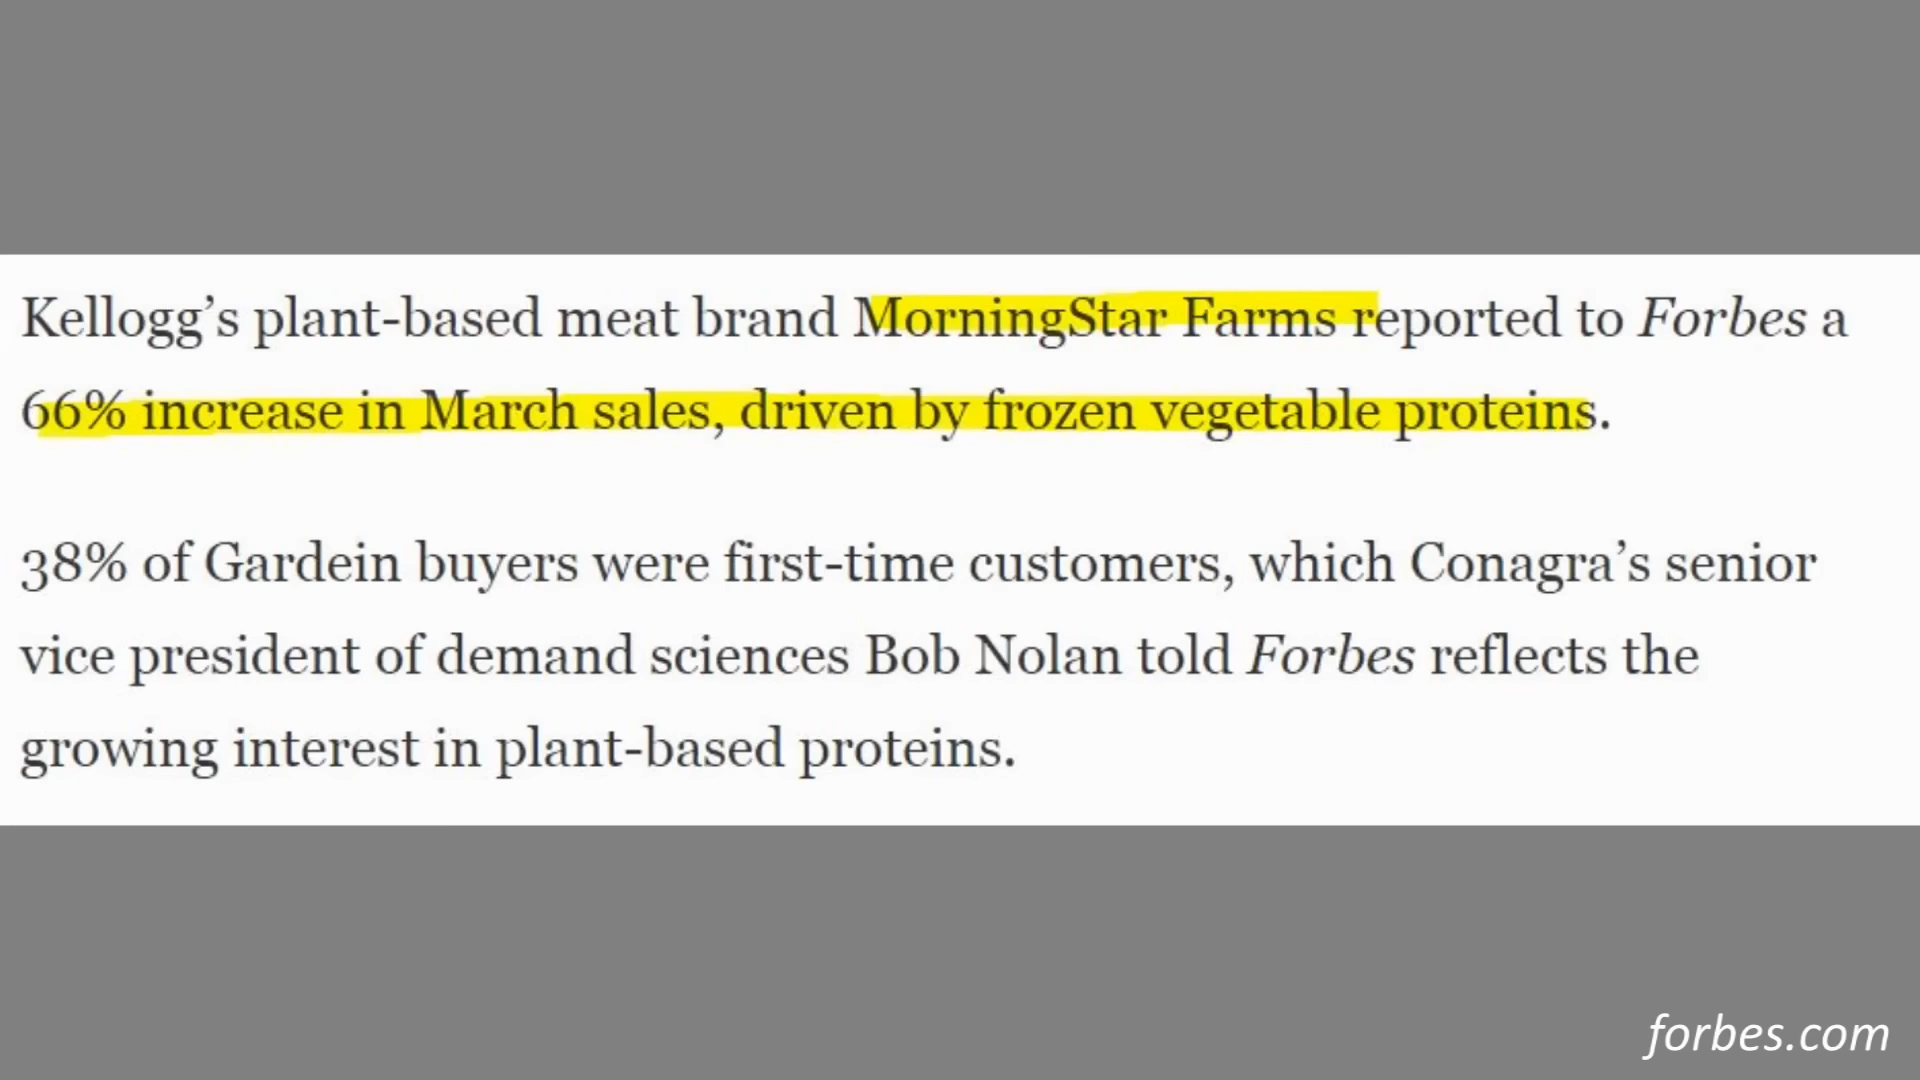 Kellogg’s plant-based meat brand MorningStar Farms reported to Forbes a
66% increase in March sales, driven by frozen vegetable proteins.
38% of Gardein buyers were first-time customers, which Conagra’s senior
vice president of demand sciences Bob Nolan told Forbes reflects the
growing interest in plant-based proteins.
forbes.com